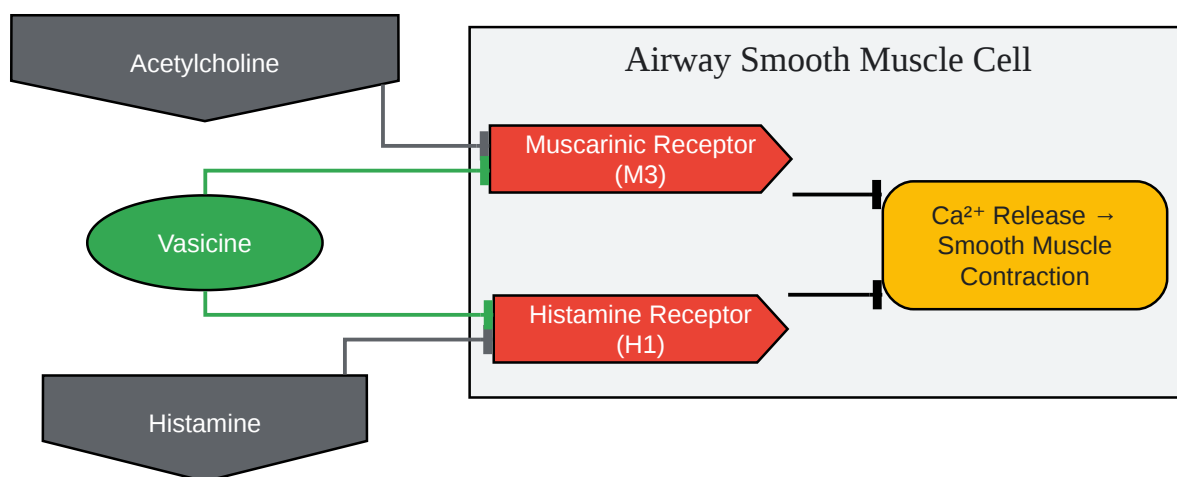 Acetylcholine
Airway Smooth Muscle Cell
Muscarinic Receptor
(M3)
Vasicine
Ca²⁺ Release →
Smooth Muscle
Contraction
Histamine Receptor
(H1)
Histamine